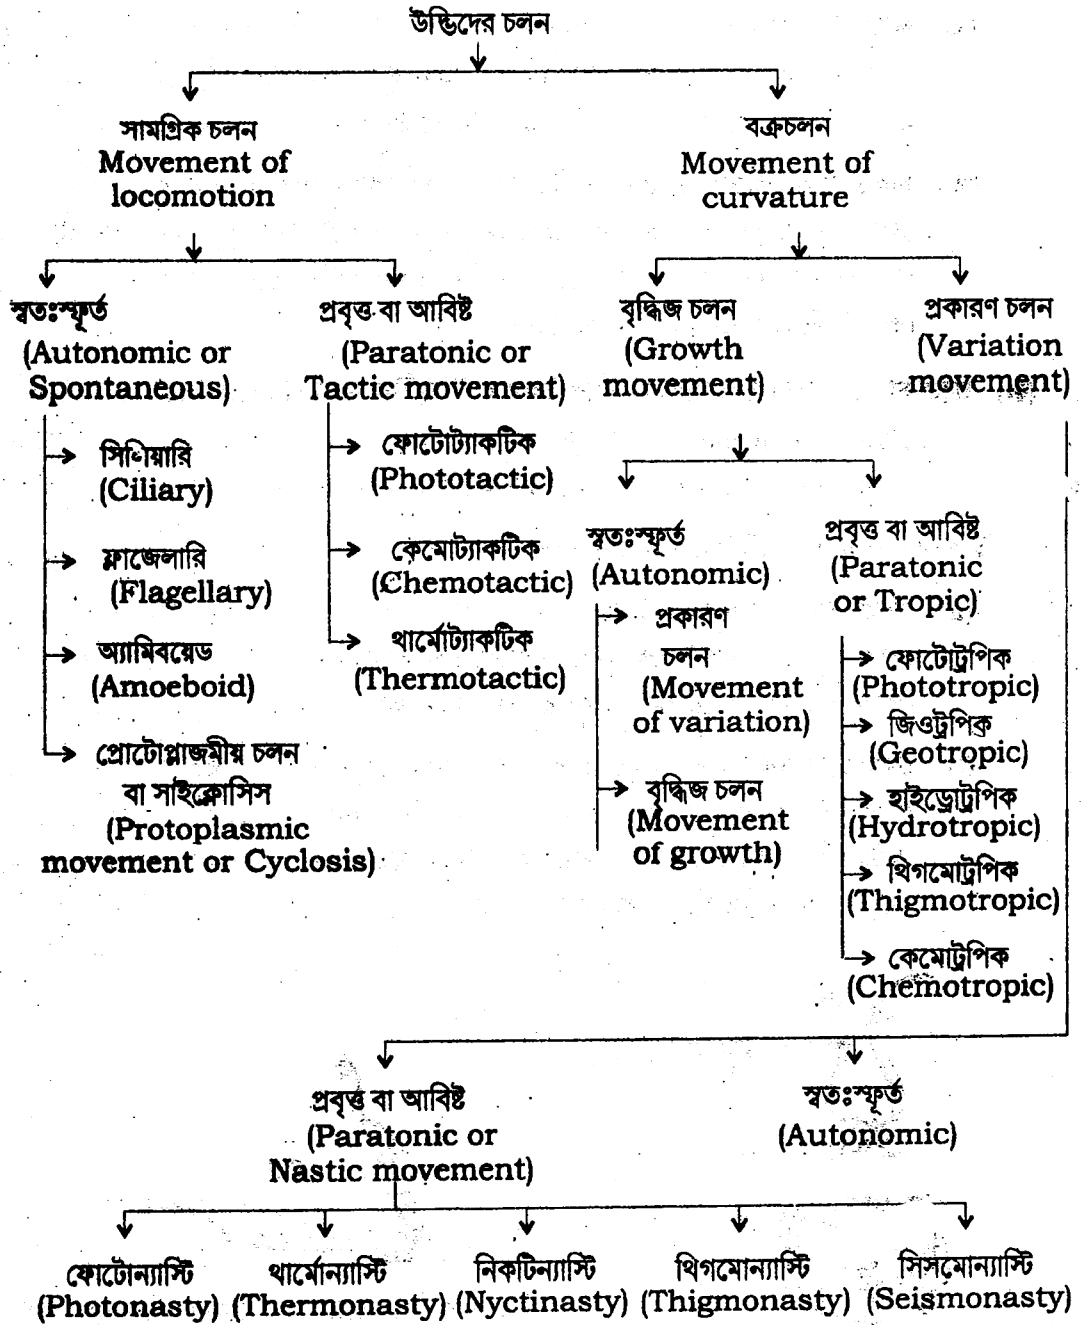 উদ্ভিদের চলন
সামগ্রিক চলন
Movement of
locomotion
বক্রচলন
Movement of
curvature
স্বতঃস্ফূর্ত
(Autonomic or
Spontaneous)
প্রবৃত্ত বা আবিষ্ট
(Paratonic or
Tactic movement)
বৃদ্ধিজ চলন
(Growth
movement)
প্রকারণ চলন
(Variation
movement)
সিলিয়ারি
(Ciliary)
ফ্লাজেলারি
(Flagellary)
অ্যামিবয়েড
(Amoeboid)
প্রোটোপ্লাজমীয় চলন
বা সাইক্লোসিস
(Protoplasmic
movement or Cyclosis)
ফোটোট্যাকটিক
(Phototactic)
কেমোট্যাকটিক
(Chemotactic)
থার্মোট্যাকটিক
(Thermotactic)
স্বতঃস্ফূর্ত
(Autonomic)
প্রকারণ
চলন
(Movement
of variation)
বৃদ্ধিজ চলন
(Movement
of growth)
প্রবৃত্ত বা আবিষ্ট
(Paratonic
or Tropic)
ফোটোট্রপিক
(Phototropic)
জিওট্রপিক
(Geotropic)
হাইড্রোট্রপিক
(Hydrotropic)
থিগমোট্রপিক
(Thigmotropic)
কেমোট্রপিক
(Chemotropic)
প্রবৃত্ত বা আবিষ্ট
(Paratonic or
Nastic movement)
স্বতঃস্ফূর্ত
(Autonomic)
ফোটোন্যাস্টি
(Photonasty)
থার্মোন্যাস্টি
(Thermonasty)
নিকটিন্যাস্টি
(Nyctinasty)
থিগমোন্যাস্টি
(Thigmonasty)
সিসমোন্যাস্টি
(Seismonasty)